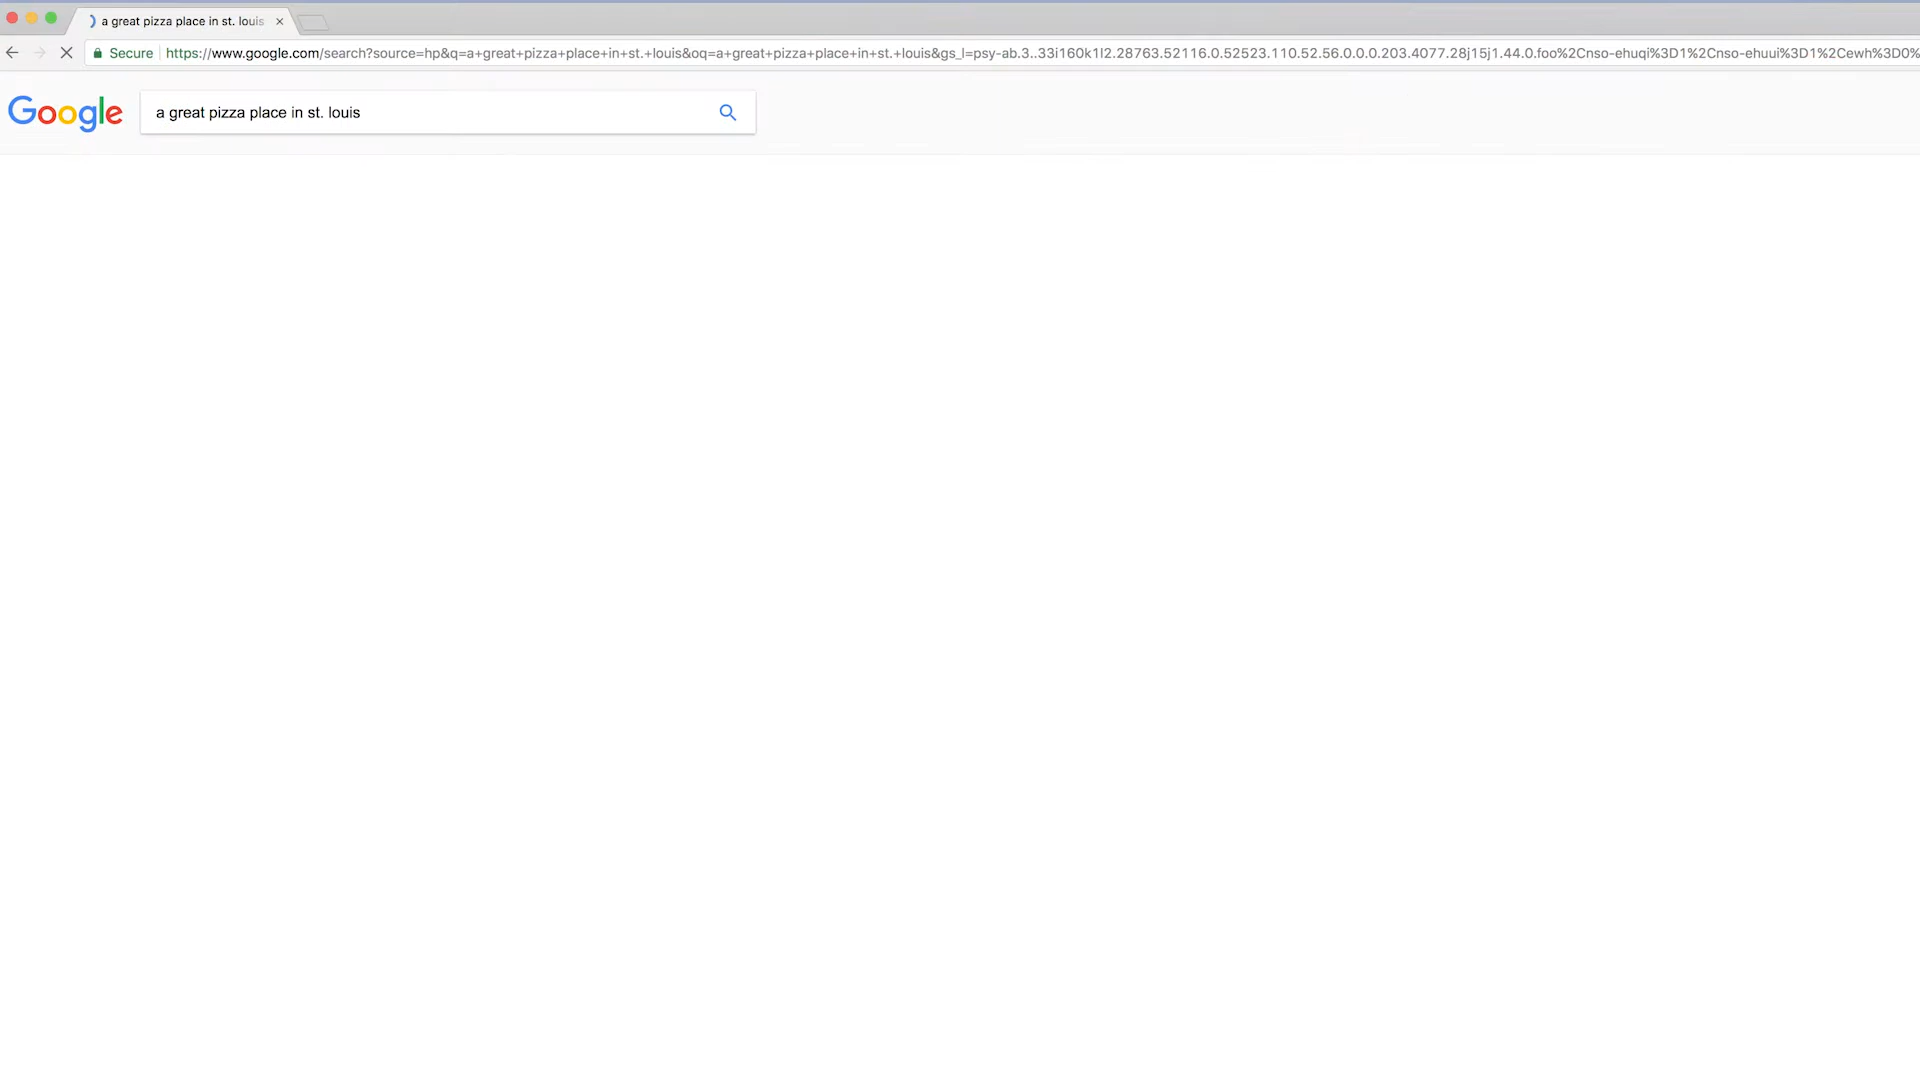 a great pizza place in st. louis
Secure https://www.google.com/search?source=hp&q=a+great+pizza+place+in+st.+louis&oq=a+great+pizza+place+in+st.+louis&gs_l=psy-ab.3..33i160k1l2.28763.52116.0.52523.110.52.56.0.0.0.203.4077.28j15j1.44.0.foo%2Cnso-ehuqi%3D1%2Cnso-ehuui%3D1%2Cewh%3D0%
Google a great pizza place in st. louis